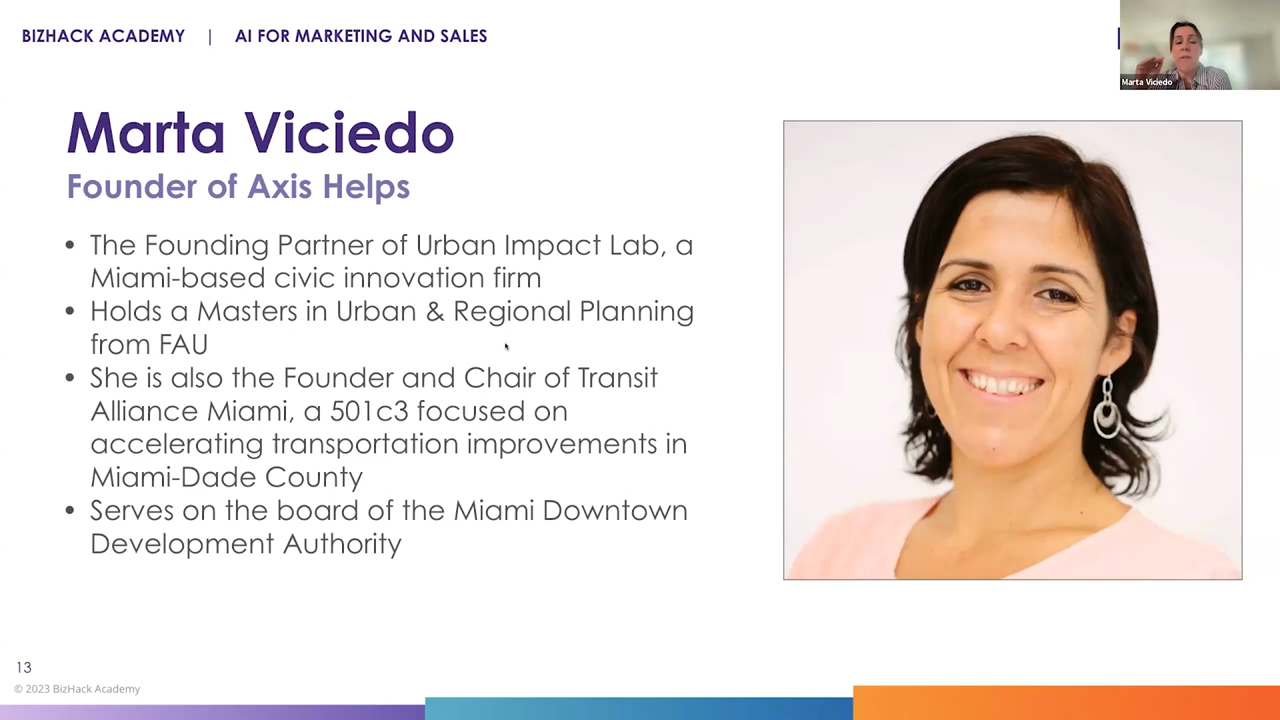 BIZHACK ACADEMY | AI FOR MARKETING AND SALES
Marta Viciedo
Marta Viciedo
Founder of Axis Helps
• The Founding Partner of Urban Impact Lab, a
Miami-based civic innovation firm
• Holds a Masters in Urban & Regional Planning
from FAU
• She is also the Founder and Chair of Transit
Alliance Miami, a 501c3 focused on
accelerating transportation improvements in
Miami-Dade County
• Serves on the board of the Miami Downtown
Development Authority
13
© 2023 BizHack Academy